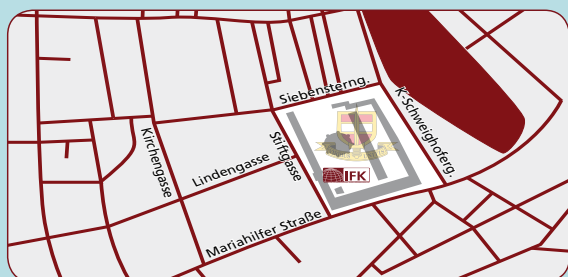 Siebensterng.
K-Schweighoferg.
Kirchengasse
Stiftgasse
Lindengasse
IFK
Mariahilfer Straße